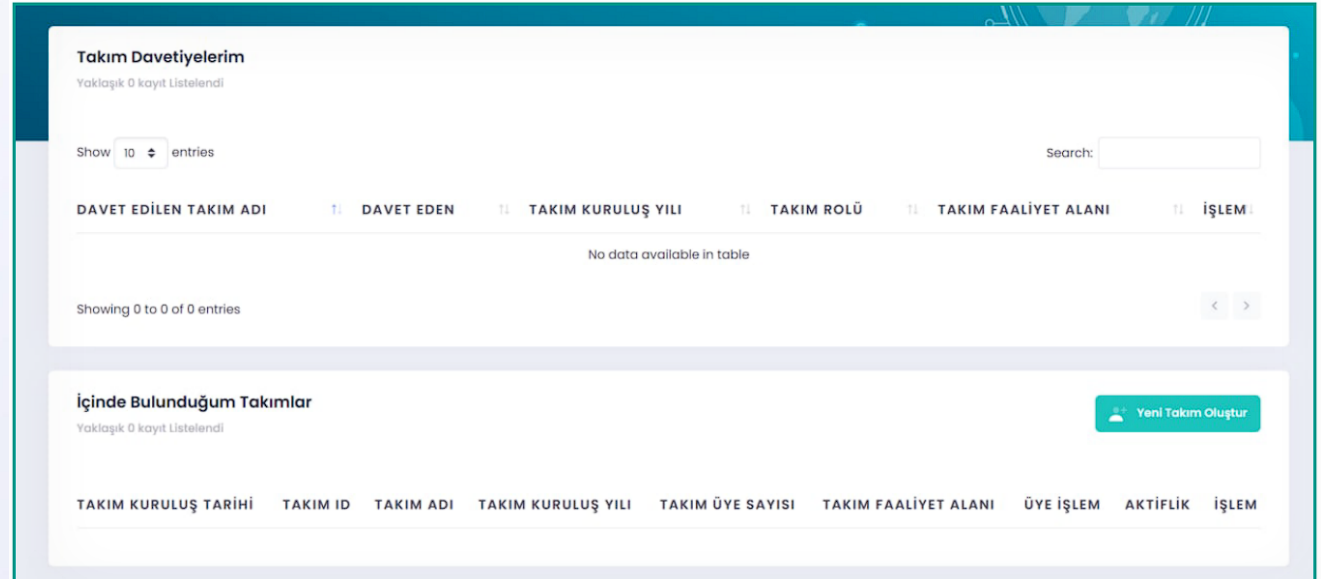 Takım Davetiyelerim
Yaklaşık 0 kayıt Listelendi
Show 10 entries Search:
DAVET EDİLEN TAKIM ADI DAVET EDEN TAKIM KURULUŞ YILI TAKIM ROLÜ TAKIM FAALİYET ALANI İŞLEM
No data available in table
Showing 0 to 0 of 0 entries
İçinde Bulunduğum Takımlar
Yeni Takım Oluştur
Yaklaşık 0 kayıt Listelendi
TAKIM KURULUŞ TARİHİ TAKIM ID TAKIM ADI TAKIM KURULUŞ YILI TAKIM ÜYE SAYISI TAKIM FAALİYET ALANI ÜYE İŞLEM AKTİFLİK İŞLEM